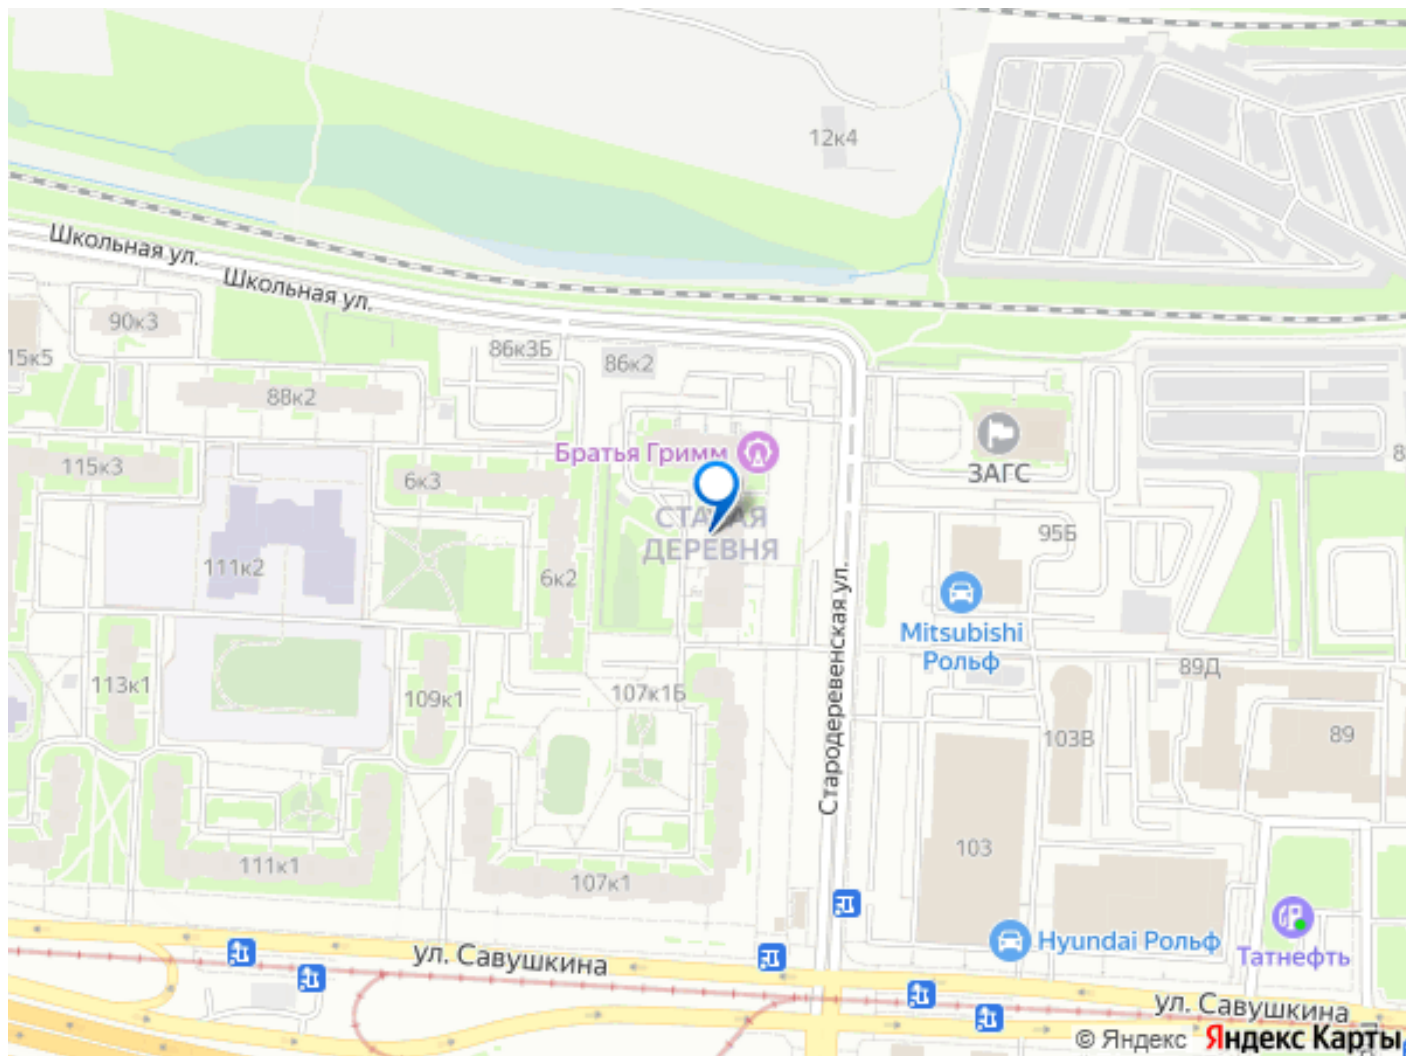 12к4
Школьная ул.
Школьная ул.
90к3
15к5
86к3Б
86к2
88к2
Братья Гримм
ЗАГС
115к3
6к3
95Б
ДЕРЕВНЯ
111к2
6к2
Mitsubishi
Рольф
Стародеревенская ул.
89Д
113к1
109к1
107к1Б
103В
89
103
111к1
107к1
Hyundai Рольф
Татнефть
ул. Савушкина
ул. Савушкина
© Яндекс Яндекс Карты